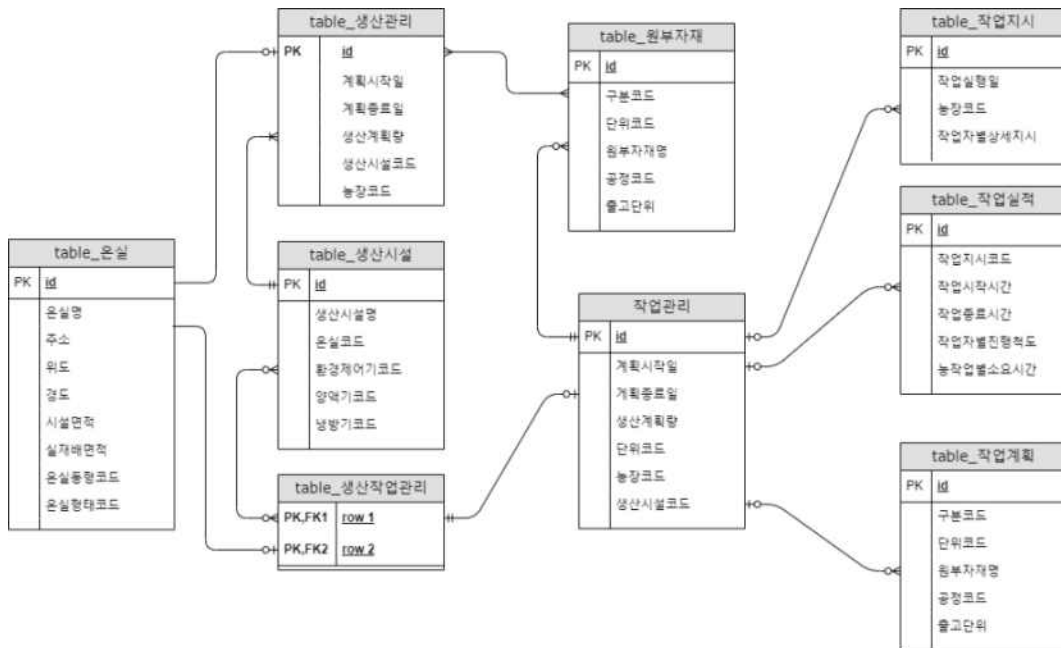 table_생산관리
PK id
계획시작일
계획종료일
생산계획량
생산시설코드
농장코드
table_원부자재
PK id
구분코드
단위코드
원부자재명
공정코드
출고단위
table_작업지시
PK id
작업실행일
농장코드
작업자별상세지시
table_작업실적
PK id
작업지시코드
작업시작시간
작업종료시간
작업자별진행척도
농작업별소요시간
table_온실
PK id
온실명
주소
위도
경도
시설면적
실재배면적
온실동형코드
온실형태코드
table_생산시설
PK id
생산시설명
온실코드
환경제어기코드
양액기코드
냉방기코드
작업관리
PK id
계획시작일
계획종료일
생산계획량
단위코드
농장코드
생산시설코드
table_생산작업관리
PK,FK1 row 1
PK,FK2 row 2
table_작업계획
PK id
구분코드
단위코드
원부자재명
공정코드
출고단위